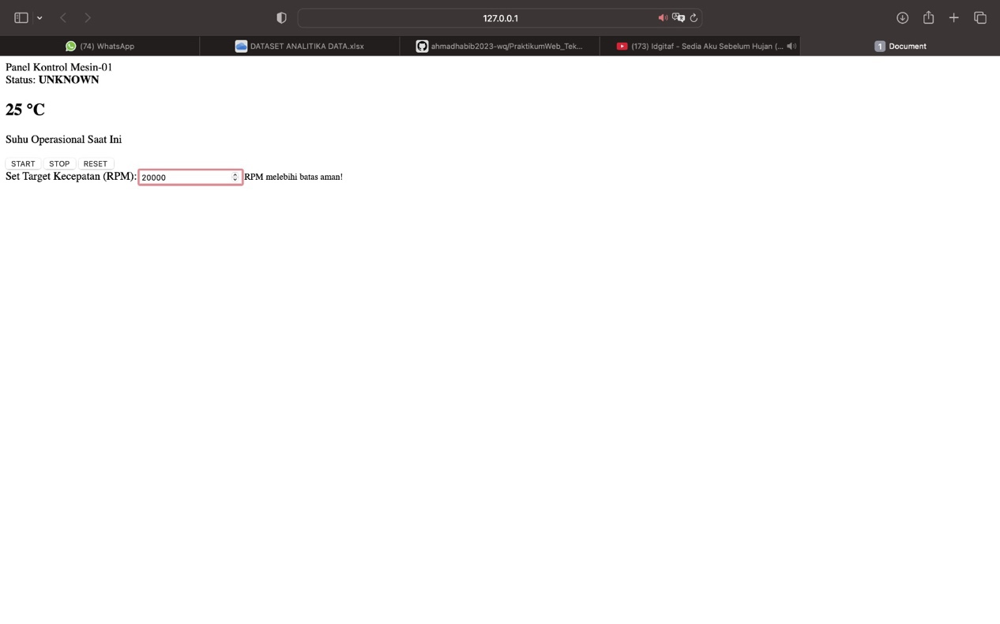 127.0.0.1
(74) WhatsApp
DATASET ANALITIKA DATA.xlsx
ahmadhabib2023-wq/PraktikumWeb_Tek...
(173) Idgitaf - Sedia Aku Sebelum Hujan (...
1 Document
Panel Kontrol Mesin-01
Status: UNKNOWN
25 °C
Suhu Operasional Saat Ini
START STOP RESET
Set Target Kecepatan (RPM): 20000 RPM melebihi batas aman!